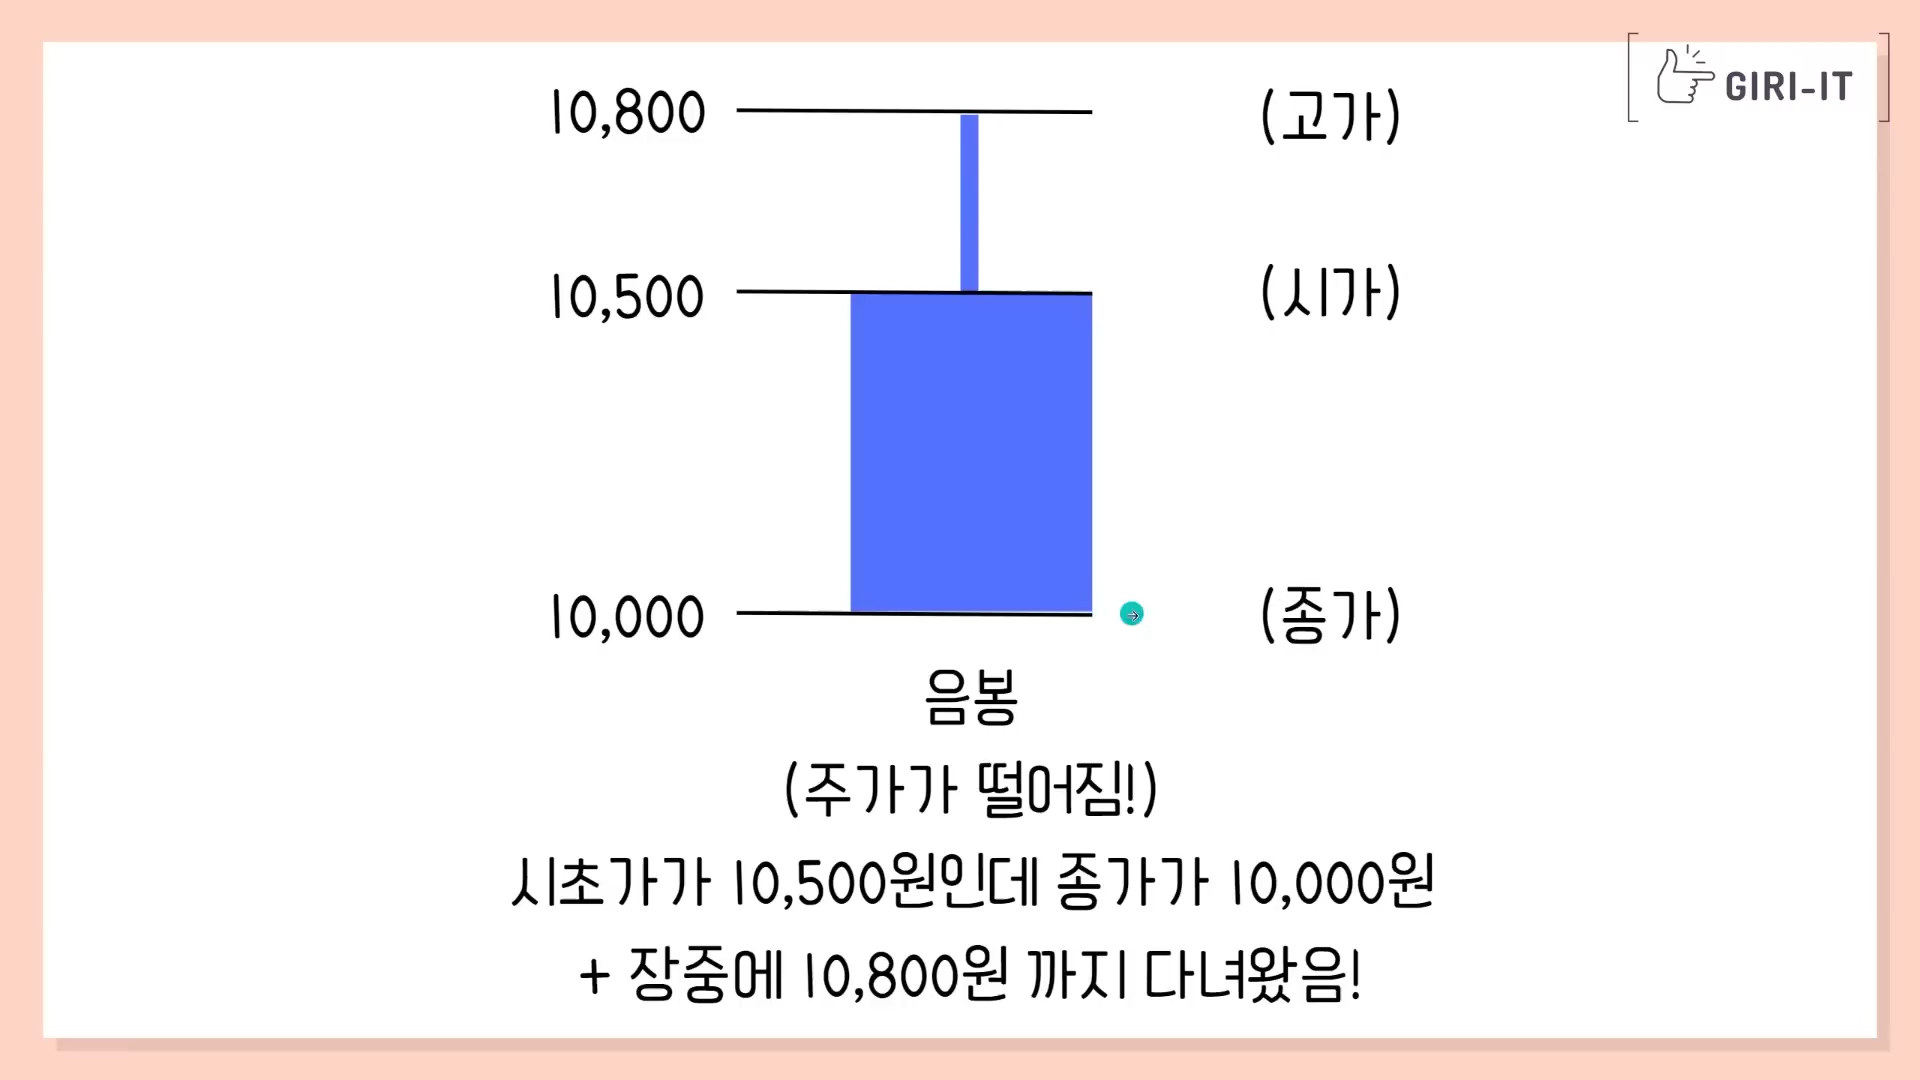 GIRI-IT
10,800 (고가)
10,500 (시가)
10,000 (종가)
음봉
(주가가 떨어짐!)
시초가가 10,500원인데 종가가 10,000원
+ 장중에 10,800원 까지 다녀왔음!